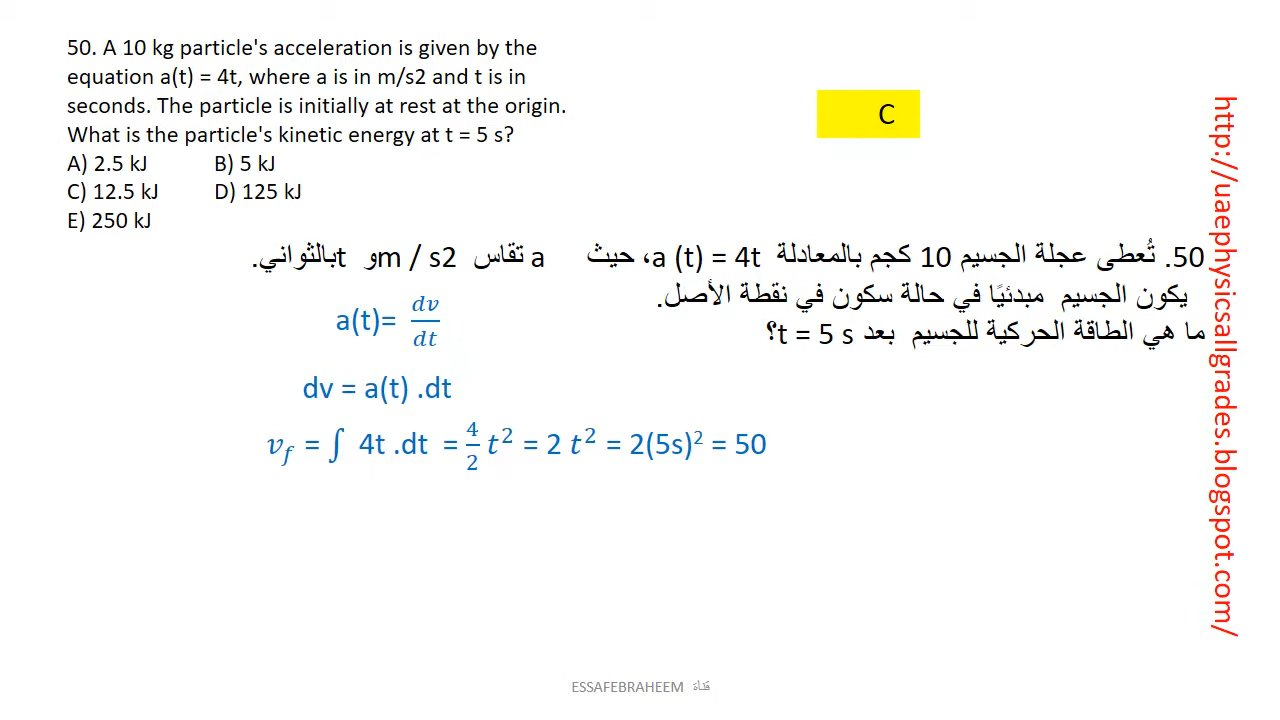 50. A 10 kg particle's acceleration is given by the
equation a(t) = 4t, where a is in m/s2 and t is in
seconds. The particle is initially at rest at the origin.
What is the particle's kinetic energy at t = 5 s?
A) 2.5 kJ B) 5 kJ
C) 12.5 kJ D) 125 kJ
E) 250 kJ
C
50. تُعطى عجلة الجسيم 10 كجم بالمعادلة a (t) = 4t، حيث a تقاس m / s2 و tبالثواني.
يكون الجسيم مبدئيًا في حالة سكون في نقطة الأصل.
ما هي الطاقة الحركية للجسيم بعد t = 5 s؟
a(t)= dv/dt
dv = a(t) .dt
v_f = ∫ 4t .dt = 4/2 t² = 2 t² = 2(5s)² = 50
http://uaephysicsallgrades.blogspot.com/
ESSAFEBRAHEEM قناة